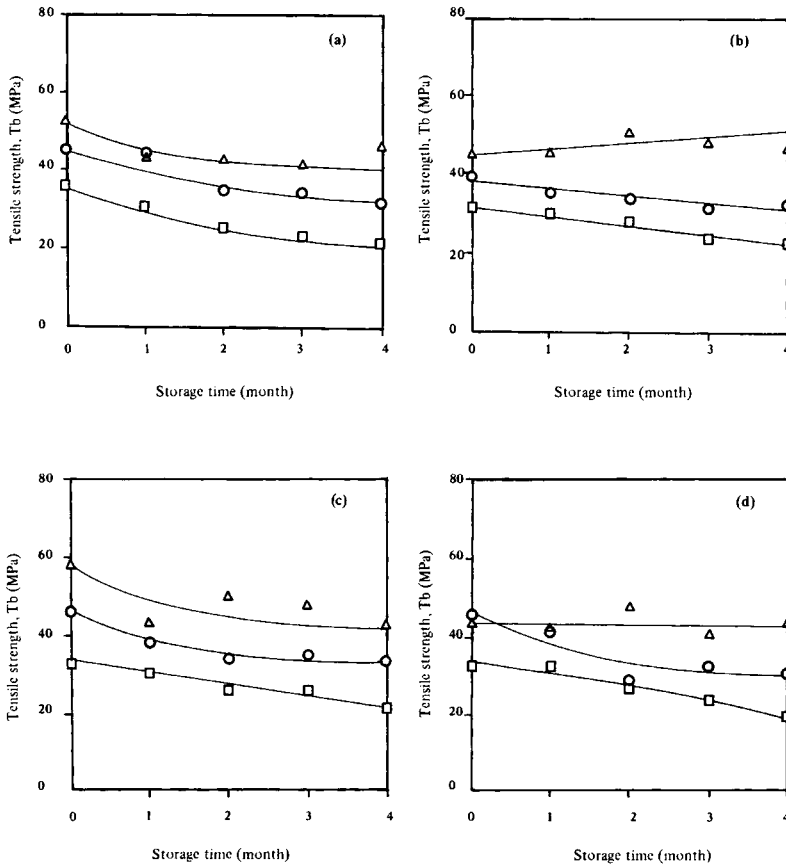 (a)
80
60
40
20
0
Tensile strength, Tb (MPa)
0 1 2 3 4
Storage time (month)
(b)
80
60
40
20
0
Tensile strength, Tb (MPa)
0 1 2 3 4
Storage time (month)
(c)
80
60
40
20
0
Tensile strength, Tb (MPa)
0 1 2 3 4
Storage time (month)
(d)
80
60
40
20
0
Tensile strength, Tb (MPa)
0 1 2 3 4
Storage time (month)